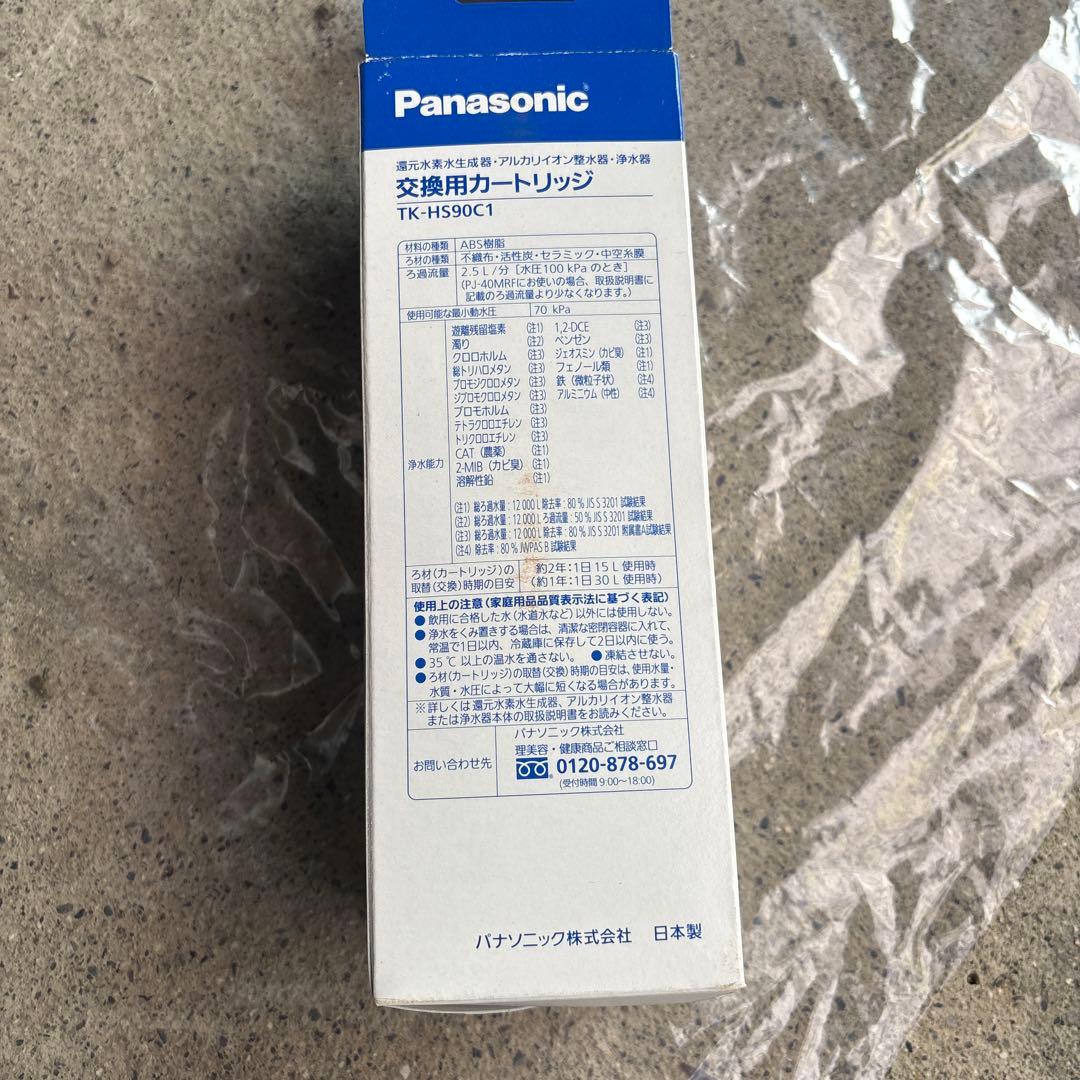 Panasonic
還元水素水生成器・アルカリイオン整水器・浄水器
交換用カートリッジ
TK-HS90C1
材料の種類 ABS樹脂
ろ材の種類 不織布・活性炭・セラミック・中空糸膜
ろ過流量 2.5 L/分 [水圧100 kPa のとき]
(PJ-40MRFにお使いの場合、取扱説明書に
記載のろ過流量より少なくなります。)
使用可能な最小動水圧 70 kPa
浄水能力
遊離残留塩素 (注1) 1,2-DCE (注3)
濁り (注2) ベンゼン (注3)
クロロホルム (注3) ジェオスミン(カビ臭) (注1)
総トリハロメタン (注3) フェノール類 (注1)
ブロモジクロロメタン (注3) 鉄(微粒子状) (注4)
ジブロモクロロメタン (注3) アルミニウム(中性) (注4)
ブロモホルム (注3)
テトラクロロエチレン (注3)
トリクロロエチレン (注3)
CAT(農薬) (注1)
2-MIB(カビ臭) (注1)
溶解性鉛 (注1)
(注1) 総ろ過水量:12 000 L 除去率:80 % JIS S 3201 試験結果
(注2) 総ろ過水量:12 000 L ろ過流量:50 % JIS S 3201 試験結果
(注3) 総ろ過水量:12 000 L 除去率:80 % JIS S 3201 附属書A試験結果
(注4) 除去率:80 % JWPAS B 試験結果
ろ材(カートリッジ)の 約2年:1日 15 L 使用時
取替(交換)時期の目安 (約1年:1日 30 L 使用時)
使用上の注意(家庭用品品質表示法に基づく表記)
● 飲用に合格した水(水道水など)以外には使用しない。
● 浄水をくみ置きする場合は、清潔な密閉容器に入れて、
常温で1日以内、冷蔵庫に保存して2日以内に使う。
● 35℃ 以上の温水を通さない。 ● 凍結させない。
● ろ材(カートリッジ)の取替(交換)時期の目安は、使用水量・
水質・水圧によって大幅に短くなる場合があります。
※詳しくは還元水素水生成器、アルカリイオン整水器
または浄水器本体の取扱説明書をお読みください。
お問い合わせ先
パナソニック株式会社
理美容・健康商品ご相談窓口
0120-878-697
(受付時間 9:00～18:00)
パナソニック株式会社 日本製